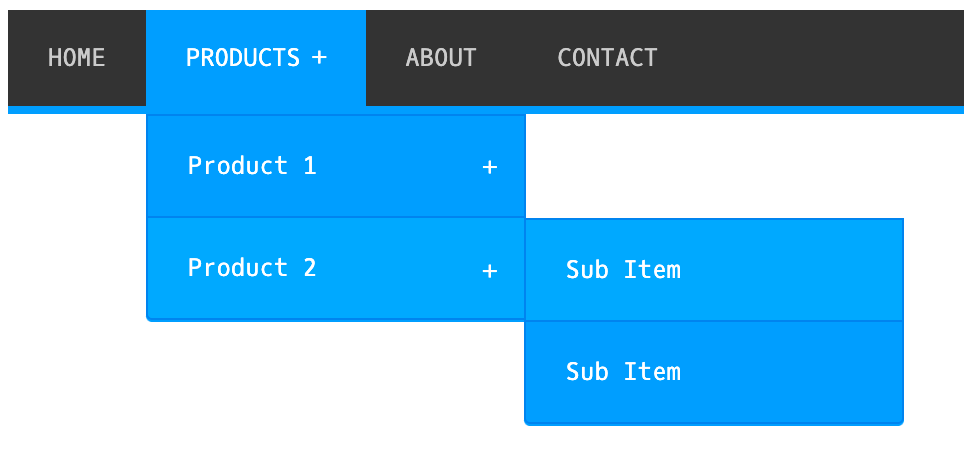 HOME PRODUCTS + ABOUT CONTACT
Product 1 +
Product 2 + Sub Item
Sub Item